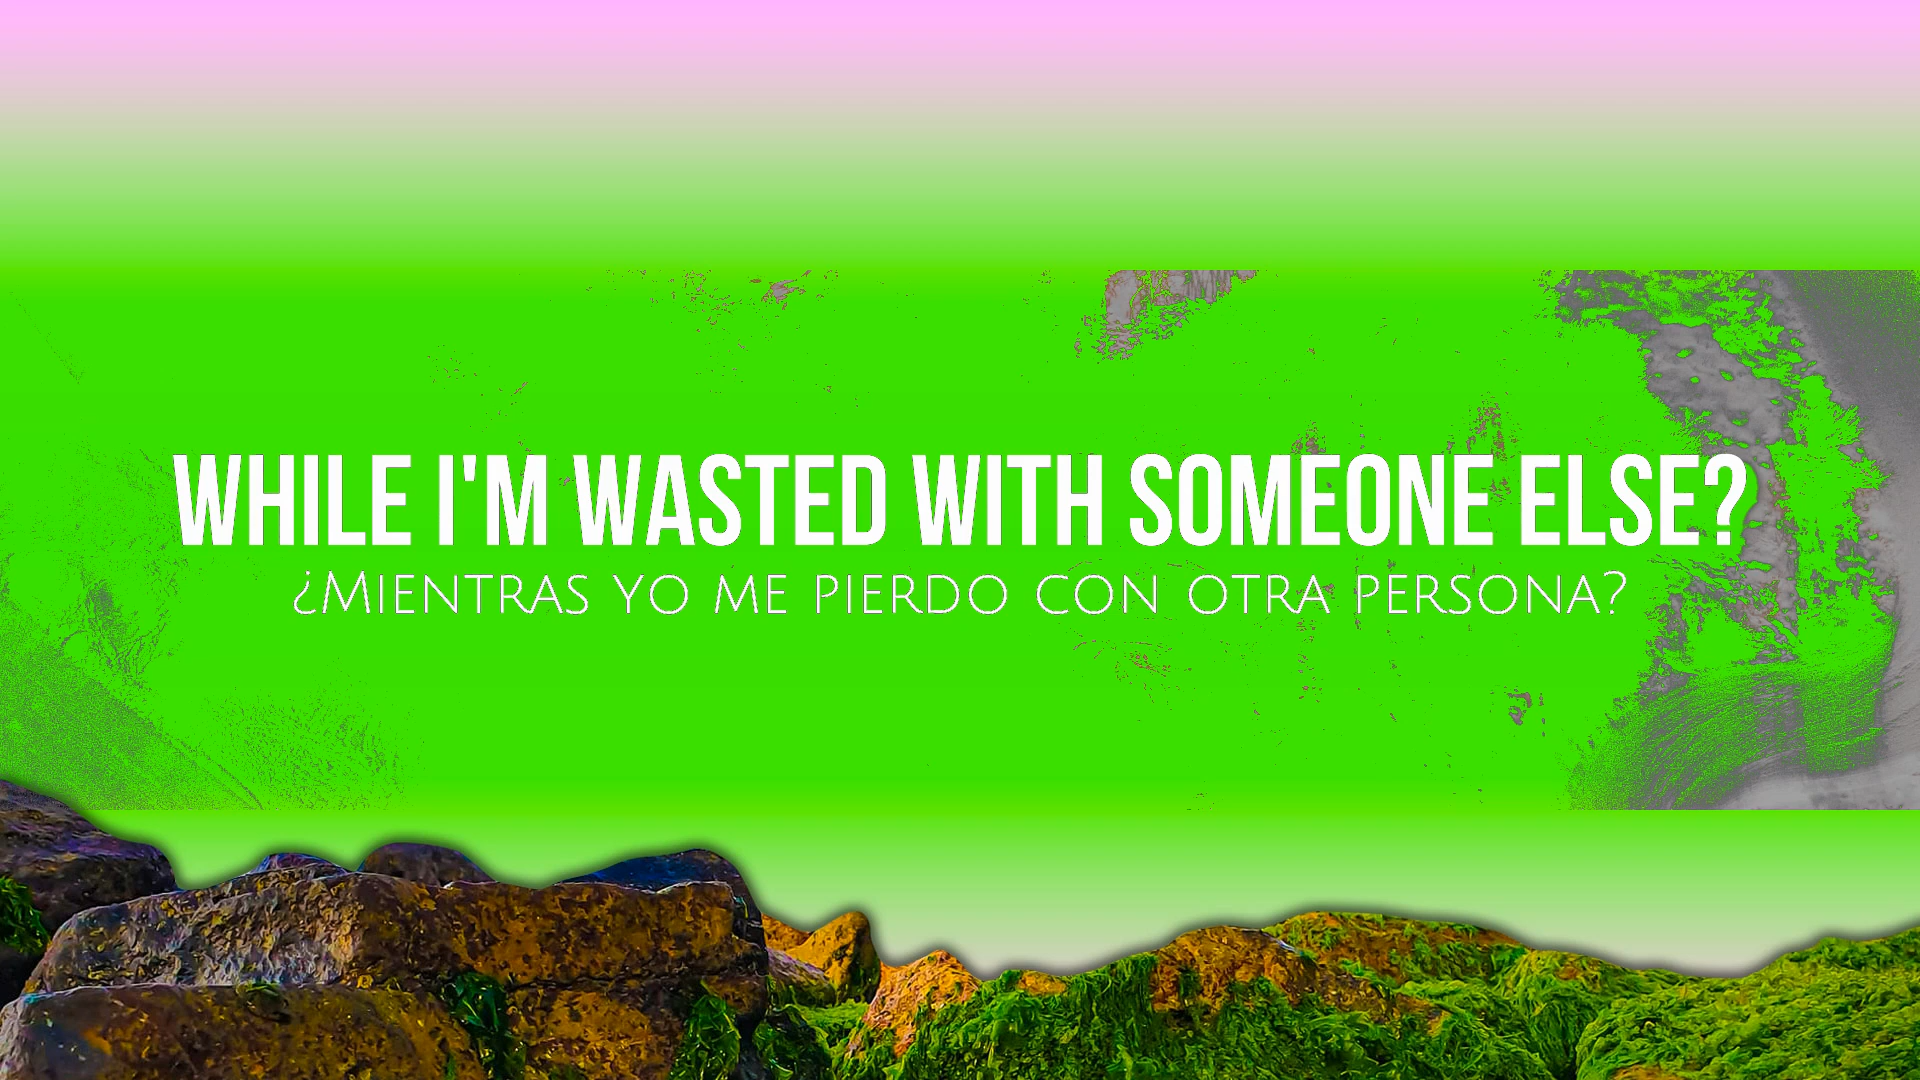 WHILE I'M WASTED WITH SOMEONE ELSE?
¿Mientras yo me pierdo con otra persona?